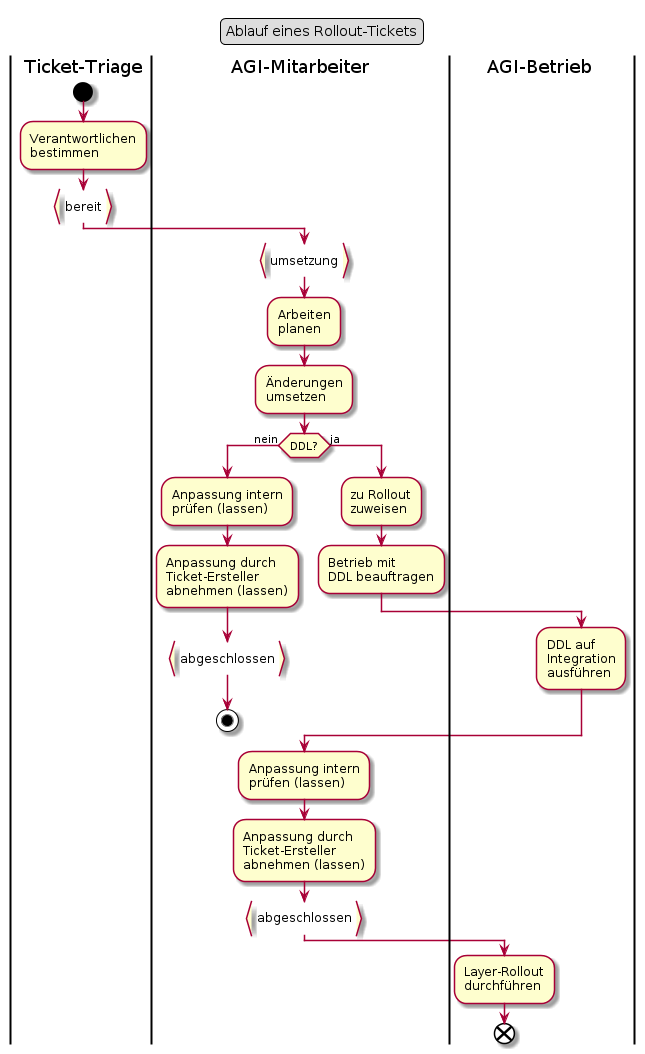 Ablauf eines Rollout-Tickets
Ticket-Triage
AGI-Mitarbeiter
AGI-Betrieb
Verantwortlichen
bestimmen
bereit
umsetzung
Arbeiten
planen
Änderungen
umsetzen
nein
DDL?
ja
Anpassung intern
prüfen (lassen)
zu Rollout
zuweisen
Anpassung durch
Ticket-Ersteller
abnehmen (lassen)
Betrieb mit
DDL beauftragen
abgeschlossen
DDL auf
Integration
ausführen
Anpassung intern
prüfen (lassen)
Anpassung durch
Ticket-Ersteller
abnehmen (lassen)
abgeschlossen
Layer-Rollout
durchführen